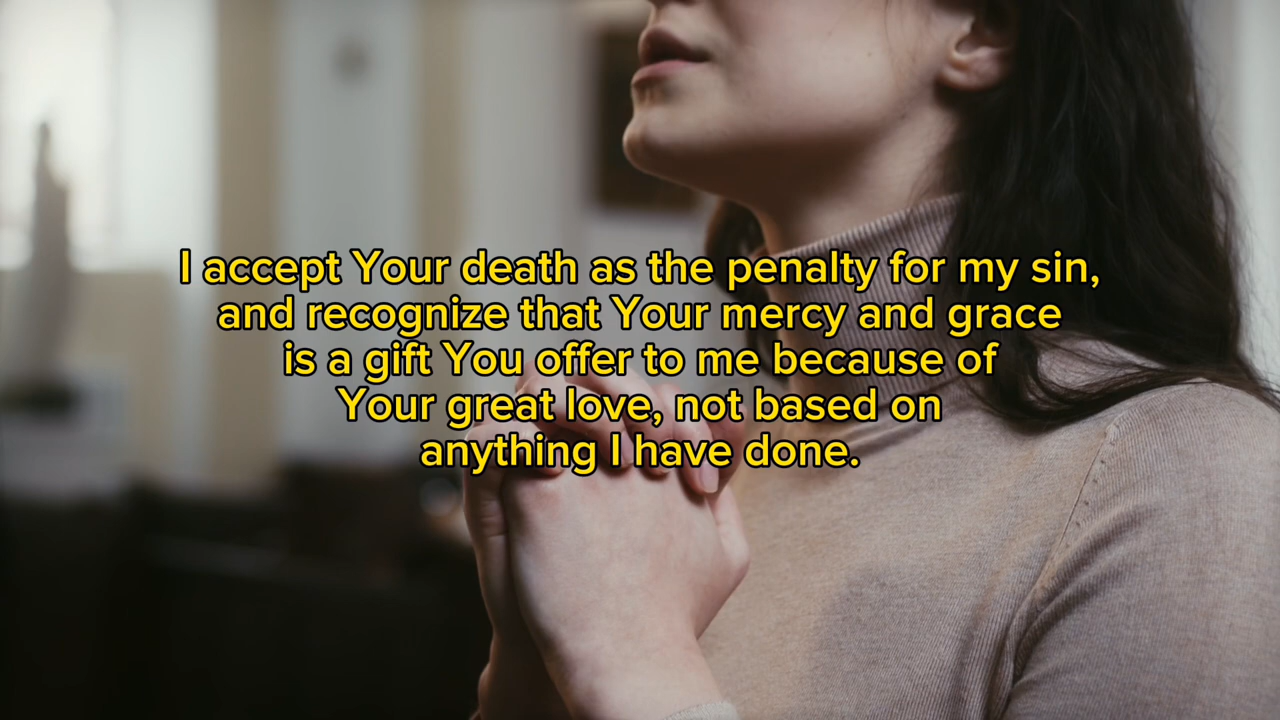 I accept Your death as the penalty for my sin,
and recognize that Your mercy and grace
is a gift You offer to me because of
Your great love, not based on
anything I have done.